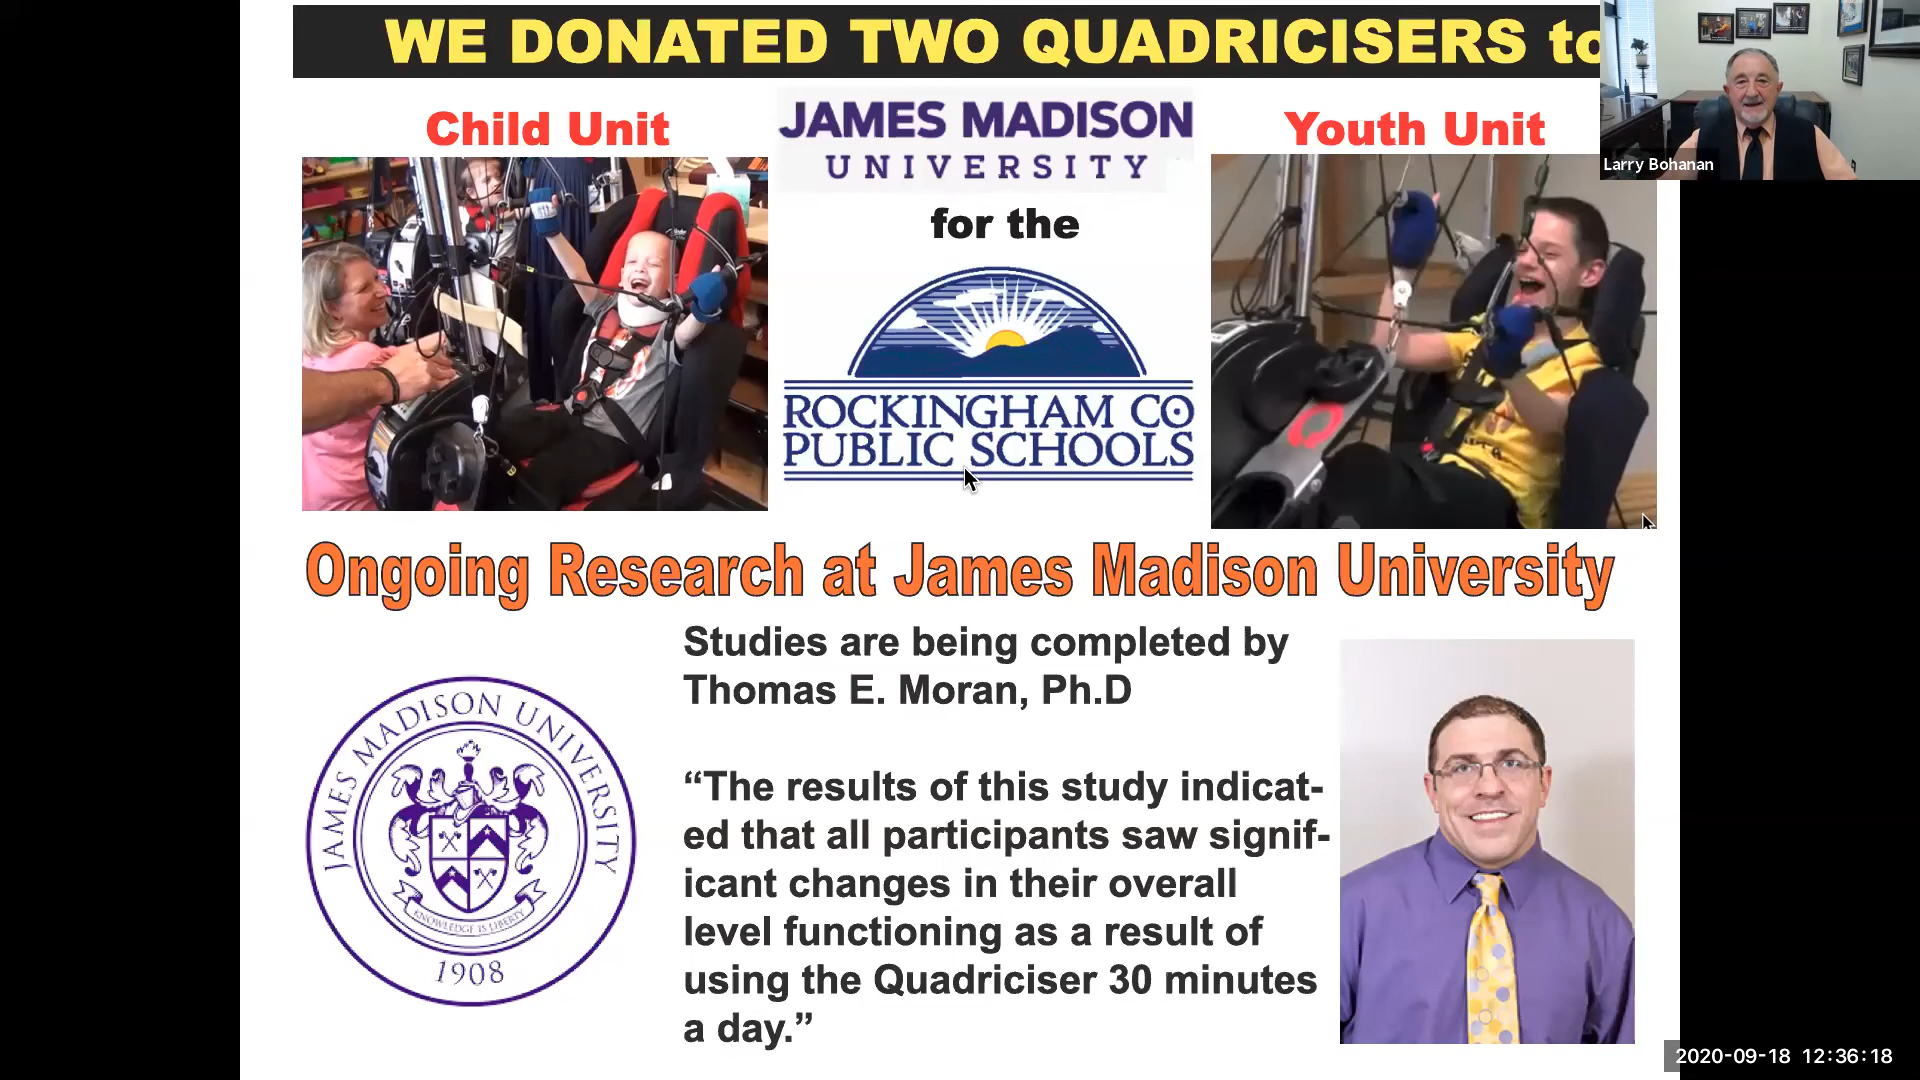 WE DONATED TWO QUADRICISERS to
Larry Bohanan
Child Unit
JAMES MADISON
UNIVERSITY
Youth Unit
for the
ROCKINGHAM CO
PUBLIC SCHOOLS
Ongoing Research at James Madison University
Studies are being completed by
Thomas E. Moran, Ph.D
“The results of this study indicat-
ed that all participants saw signif-
icant changes in their overall
level functioning as a result of
using the Quadriciser 30 minutes
a day.”
JAMES MADISON UNIVERSITY
KNOWLEDGE IS LIBERTY
1908
2020-09-18 12:36:18